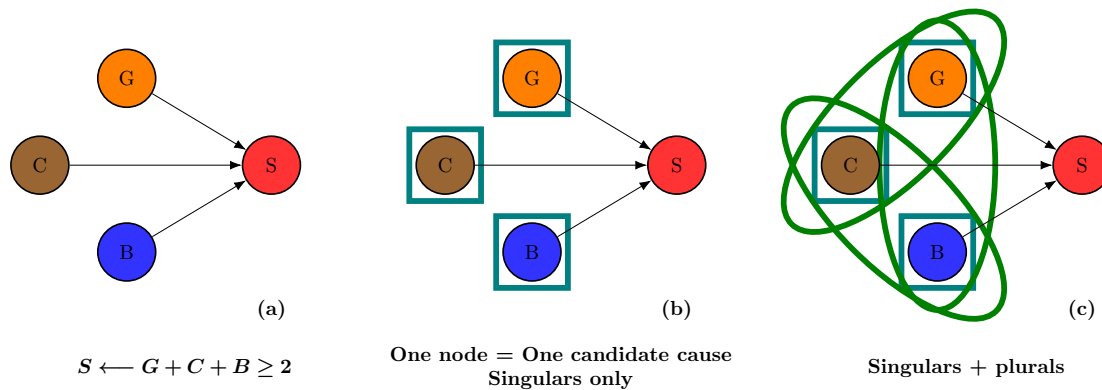 G
C
S
B
(a)
S ⟵ G + C + B ≥ 2
G
C
S
B
(b)
One node = One candidate cause
Singulars only
G
C
S
B
(c)
Singulars + plurals